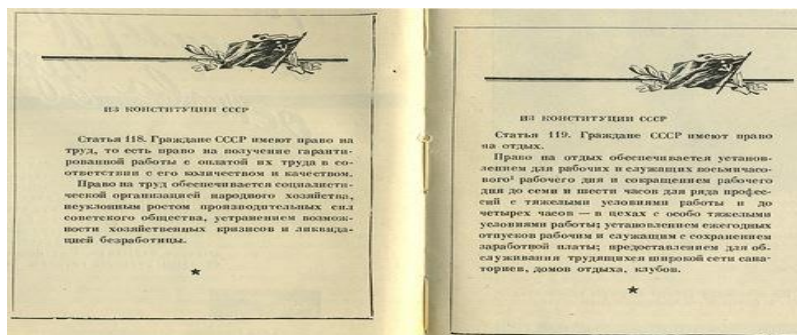 ИЗ КОНСТИТУЦИИ СССР
Статья 118. Граждане СССР имеют право на
труд, то есть право на получение гаранти-
рованной работы с оплатой их труда в со-
ответствии с его количеством и качеством.
Право на труд обеспечивается социалисти-
ческой организацией народного хозяйства,
неуклонным ростом производительных сил
советского общества, устранением возмож-
ности хозяйственных кризисов и ликвида-
цией безработицы.
ИЗ КОНСТИТУЦИИ СССР
Статья 119. Граждане СССР имеют право
на отдых.
Право на отдых обеспечивается установ-
лением для рабочих и служащих восьмичасо-
вого¹ рабочего дня и сокращением рабочего
дня до семи и шести часов для ряда профес-
сий с тяжелыми условиями работы и до
четырех часов — в цехах с особо тяжелыми
условиями работы; установлением ежегодных
отпусков рабочим и служащим с сохранением
заработной платы; предоставлением для об-
служивания трудящихся широкой сети сана-
ториев, домов отдыха, клубов.